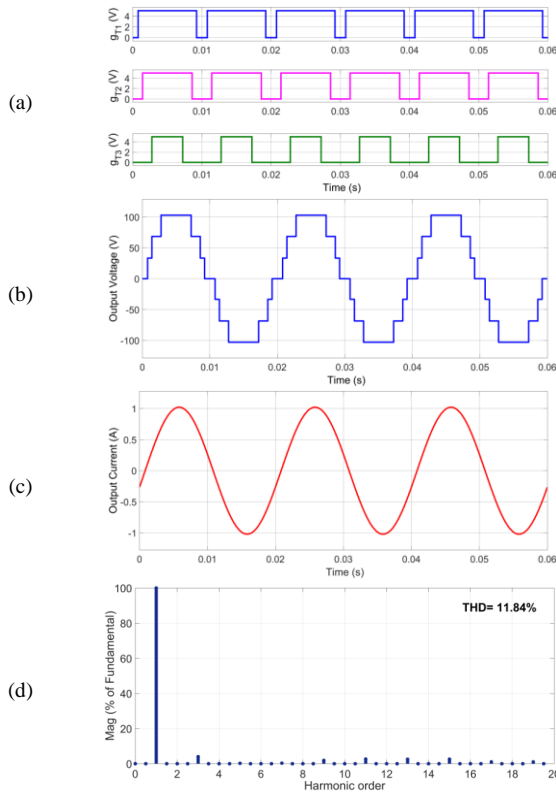 (a)
g_T1 (V)
4
2
0
0 0.01 0.02 0.03 0.04 0.05 0.06
g_T2 (V)
4
2
0
0 0.01 0.02 0.03 0.04 0.05 0.06
g_T3 (V)
4
2
0
0 0.01 0.02 0.03 0.04 0.05 0.06
Time (s)
(b)
Output Voltage (V)
100
50
0
-50
-100
0 0.01 0.02 0.03 0.04 0.05 0.06
Time (s)
(c)
Output Current (A)
1
0.5
0
-0.5
-1
0 0.01 0.02 0.03 0.04 0.05 0.06
Time (s)
(d)
Mag (% of Fundamental)
100
80
60
40
20
0
THD= 11.84%
0 2 4 6 8 10 12 14 16 18 20
Harmonic order